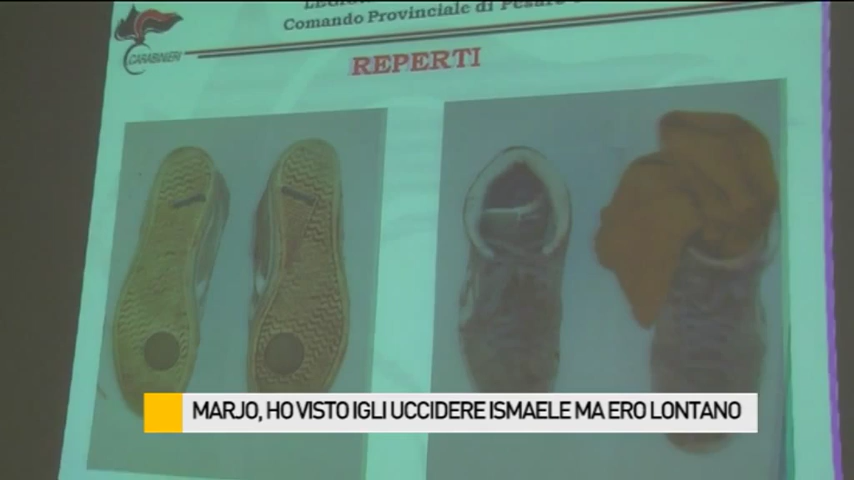 Comando Provinciale di Pesaro
CARABINIERI
REPERTI
MARJO, HO VISTO IGLI UCCIDERE ISMAELE MA ERO LONTANO